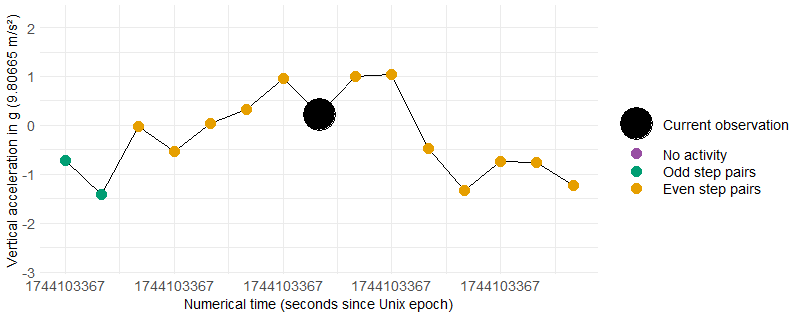 Vertical acceleration in g (9.80665 m/s²)
2
1
0
-1
-2
-3
1744103367 1744103367 1744103367 1744103367 1744103367
Numerical time (seconds since Unix epoch)
Current observation
No activity
Odd step pairs
Even step pairs